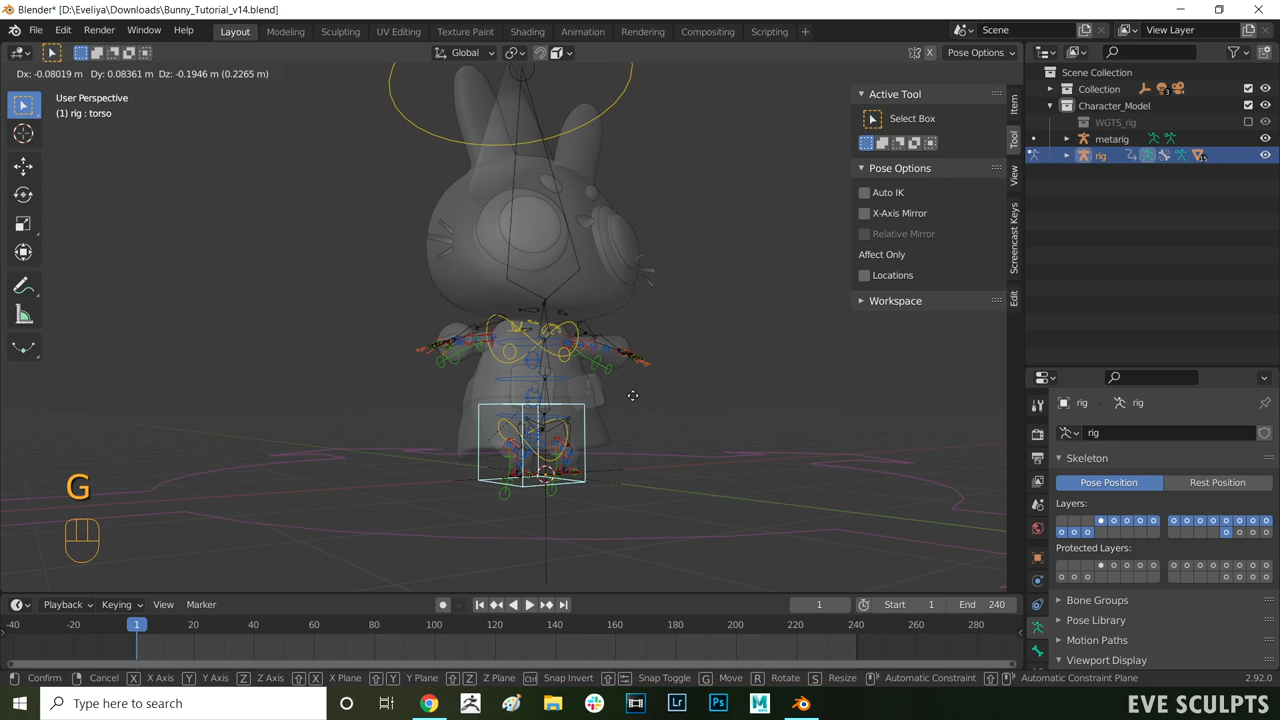 Blender* [D:\Eveliya\Downloads\Bunny_Tutorial_v14.blend]
File Edit Render Window Help Layout Modeling Sculpting UV Editing Texture Paint Shading Animation Rendering Compositing Scripting Scene View Layer
Global X Pose Options
Dx: -0.08019 m Dy: 0.08361 m Dz: -0.1946 m (0.2265 m)
User Perspective
(1) rig : torso
Active Tool
Select Box
Pose Options
Auto IK
X-Axis Mirror
Relative Mirror
Affect Only
Locations
Workspace
Item
Tool
View
Screencast Keys
Edit
Scene Collection
Collection 3
Character_Model
WGTS_rig
metarig
rig 15
rig rig
rig
Skeleton
Pose Position Rest Position
Layers:
Protected Layers:
Bone Groups
Pose Library
Motion Paths
Viewport Display
G
Playback Keying View Marker 1 Start 1 End 240
-40 -20 1 20 40 60 80 100 120 140 160 180 200 220 240 260 280
Confirm Cancel X X Axis Y Y Axis Z Z Axis X X Plane Y Y Plane Z Z Plane Ctrl Snap Invert Snap Toggle G Move R Rotate S Resize Automatic Constraint Automatic Constraint Plane 2.92.0
Type here to search Lr Ps M
EVE SCULPTS